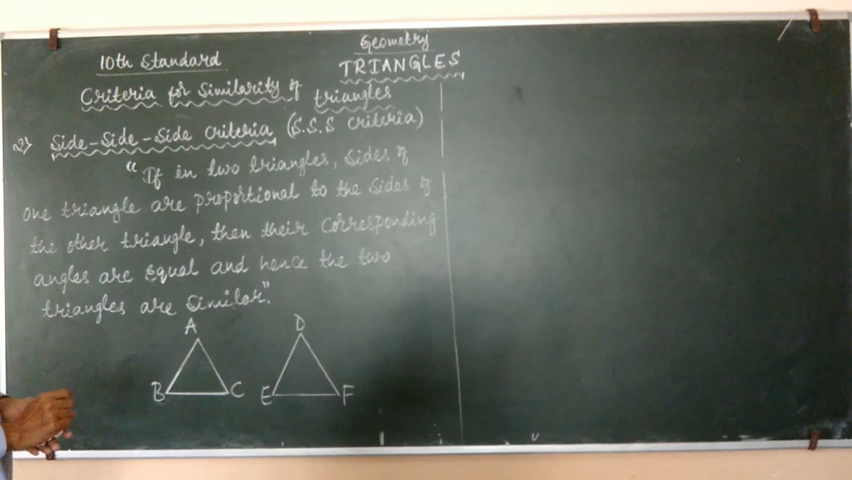 Geometry
10th Standard
TRIANGLES
Criteria for Similarity of triangles
2) Side-Side-Side Criteria (S.S.S Criteria)
"If in two triangles, Sides of
one triangle are proportional to the Sides of
the other triangle, then their Corresponding
angles are equal and hence the two
triangles are Similar".
A D
B C E F